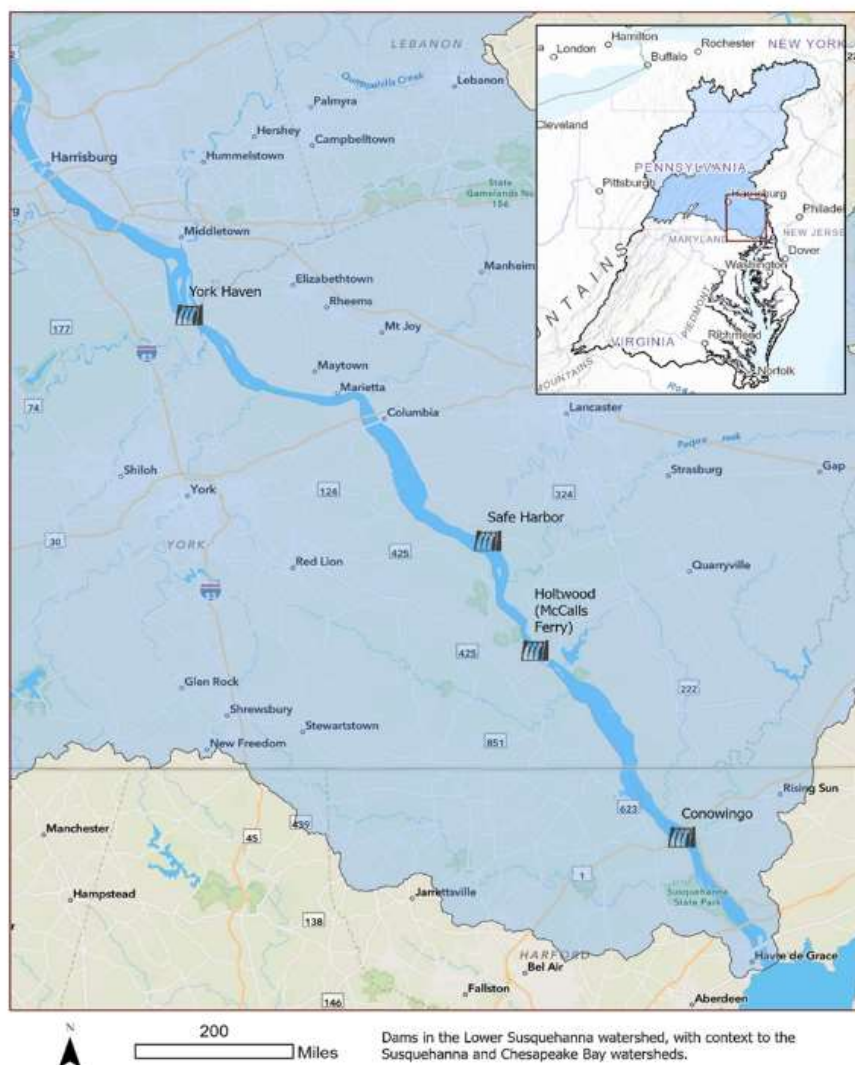 LEBANON
Lebanon
Palmyra
Hershey
Campbelltown
Harrisburg
Hummelstown
State
Gamelands No
Middletown
Manheim
Elizabethtown
York Haven
Rheems
177
Mt Joy
Maytown
74
Marietta
Columbia
Lancaster
Shiloh
Strasburg
Gap
York
124
324
Safe Harbor
30
YORK
425
Red Lion
Quarryville
Holtwood
(McCalls
Ferry)
425
Glen Rock
222
Shrewsbury
Stewartstown
New Freedom
851
Rising Sun
623
Conowingo
Manchester
45
1
Hampstead
Jarrettsville
Susquehanna
State Park
138
HARFORD
Havre de Grace
Bel Air
Fallston
Aberdeen
146
Hamilton
Rochester
NEW YORK
London
Buffalo
Cleveland
PENNSYLVANIA
Pittsburgh
Harrisburg
Philadel
NEW JERSE
MARYLAND
Dover
Washington
UNTAINS
PIEDMONT
VIRGINIA
Richmond
MOUNTAINS
Norfolk
N
200
Miles
Dams in the Lower Susquehanna watershed, with context to the
Susquehanna and Chesapeake Bay watersheds.